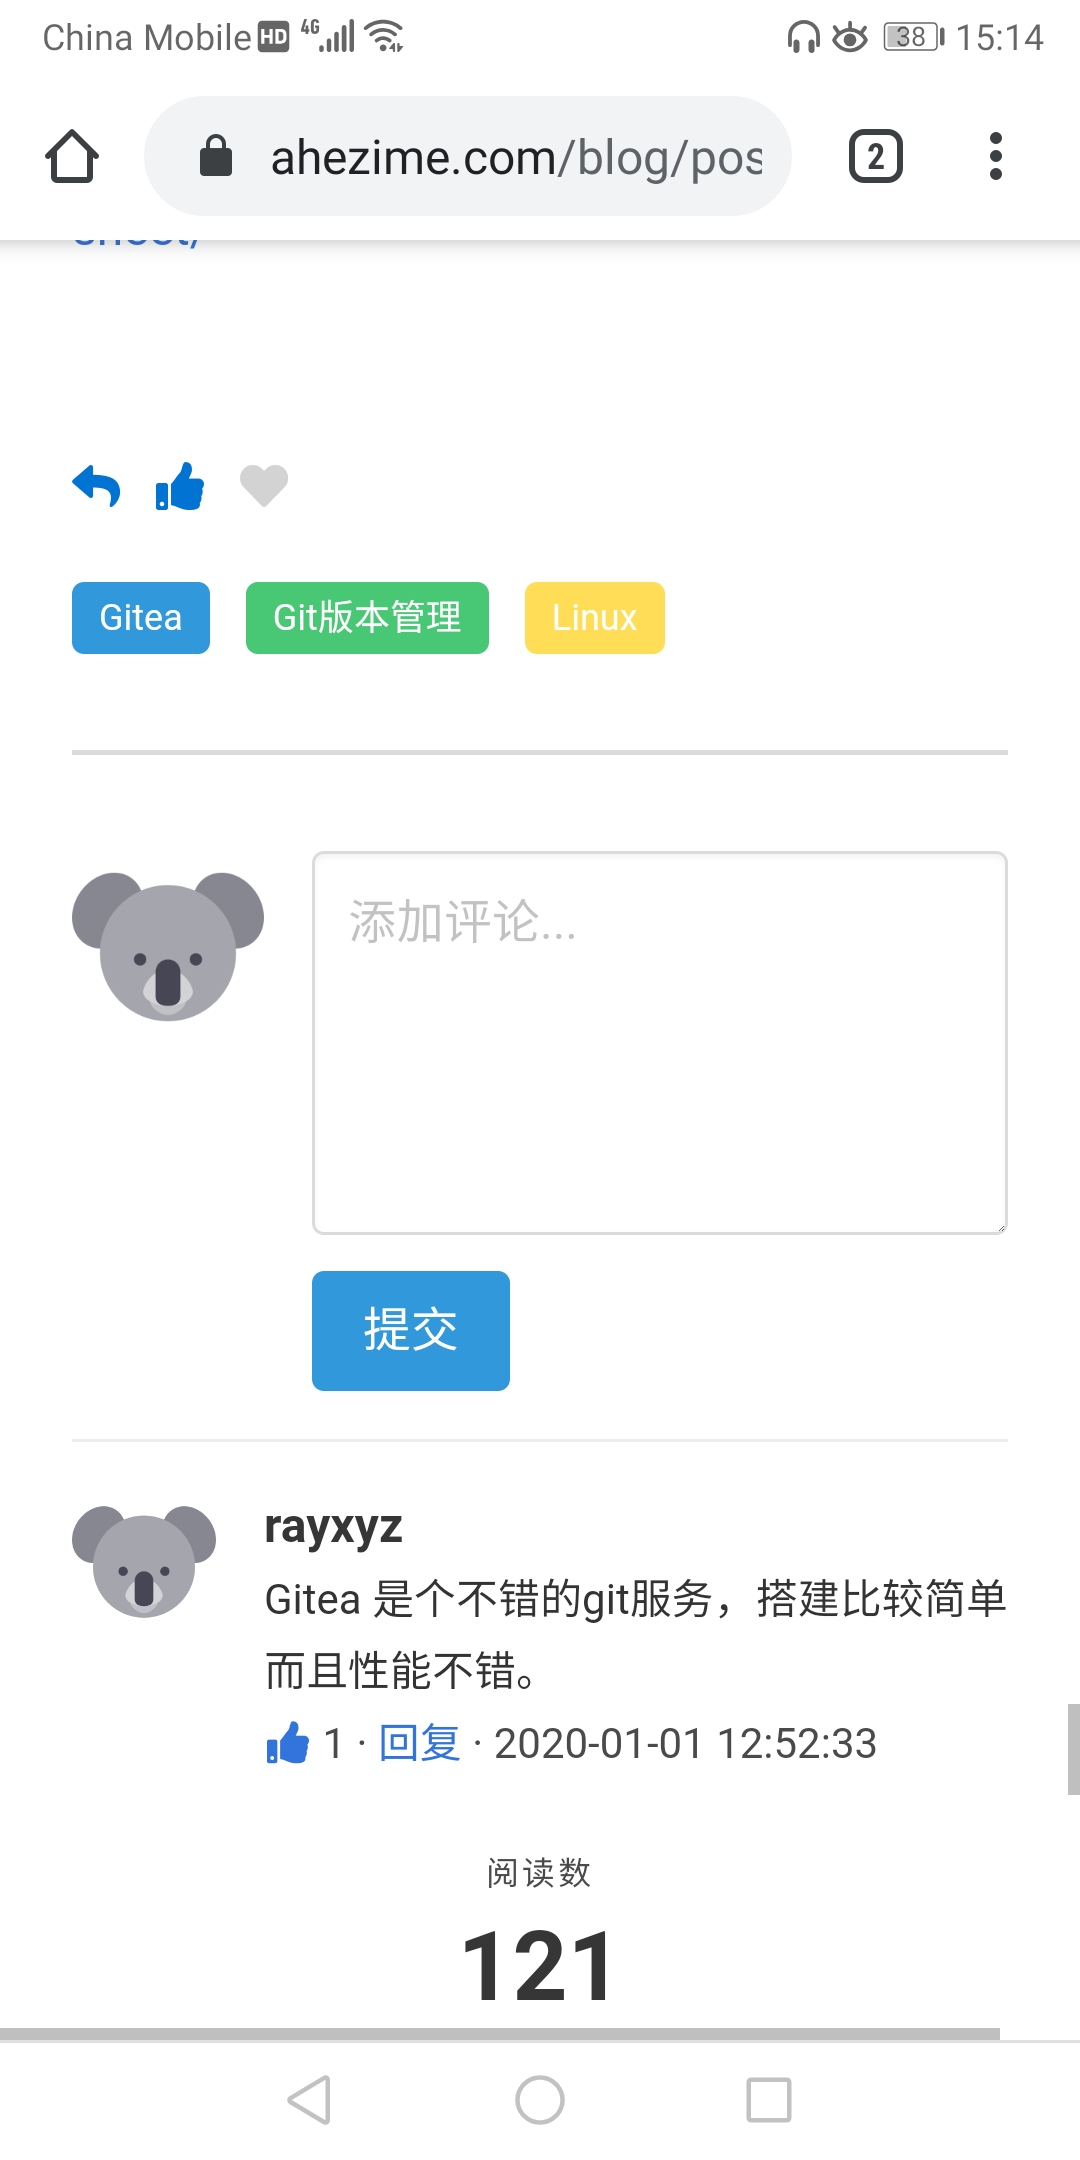 China Mobile HD 4G 38 15:14
ahezime.com/blog/pos
2
Gitea
Git版本管理
Linux
添加评论...
提交
rayxyz
Gitea 是个不错的git服务，搭建比较简单
而且性能不错。
1 · 回复 · 2020-01-01 12:52:33
阅读数
121